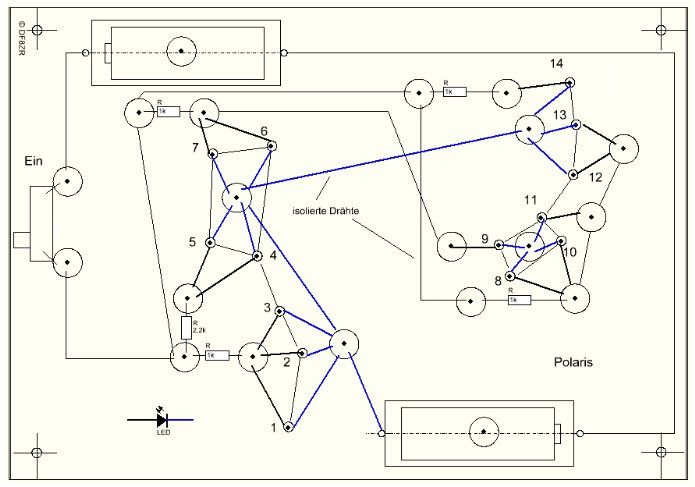 © DF8ZR
14
R
1k
R
1k
13
6
7
12
Ein
isolierte Drähte
11
9
10
5
4
8
R
1k
3
R
2,2k
R
1k
2
Polaris
1
LED